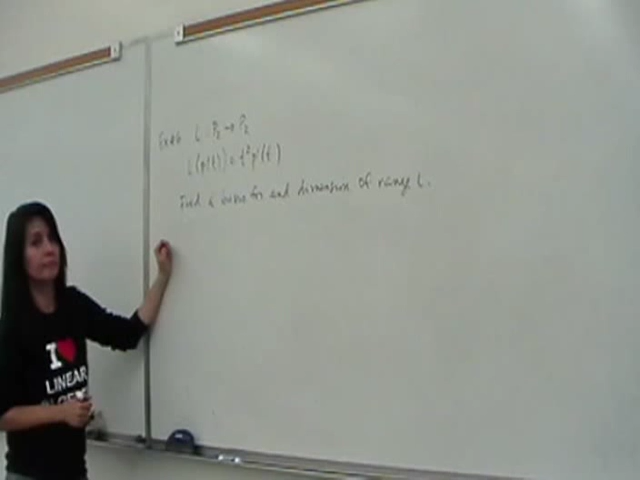 L: P₂ → P₂
L(p(t)) = t²p'(t)
Find a basis for and dimension of range L.
I ♥
LINEAR